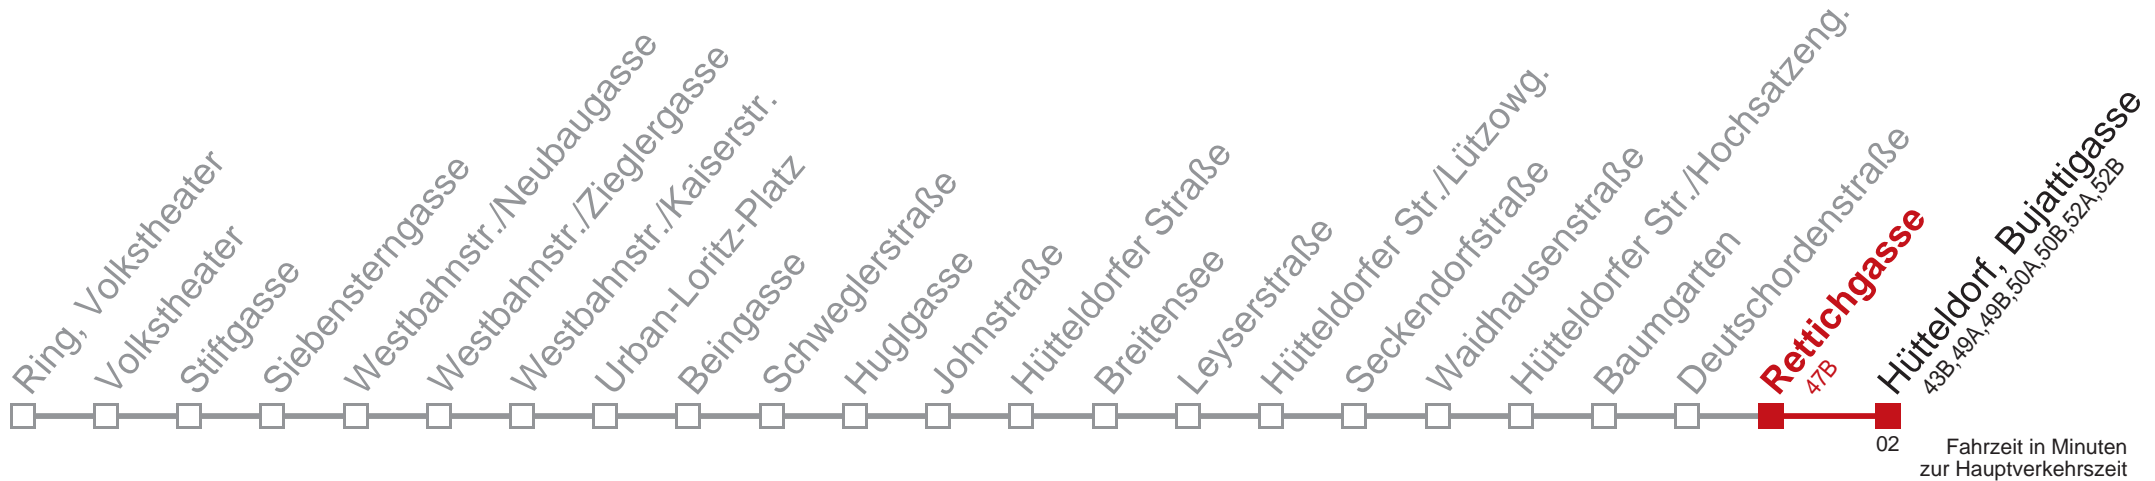 Ring, Volkstheater
Volkstheater
Stiftgasse
Siebensterngasse
Westbahnstr./Neubaugasse
Westbahnstr./Zieglergasse
Westbahnstr./Kaiserstr.
Urban-Loritz-Platz
Beingasse
Schweglerstraße
Huglgasse
Johnstraße
Hütteldorfer Straße
Breitensee
Leyserstraße
Hütteldorfer Str./Lützowg.
Seckendorfstraße
Waidhausenstraße
Hütteldorfer Str./Hochsatzeng.
Baumgarten
Deutschordenstraße
Rettichgasse
47B
Hütteldorf, Bujattigasse
43B,49A,49B,50A,50B,52A,52B
02
Fahrzeit in Minuten
zur Hauptverkehrszeit